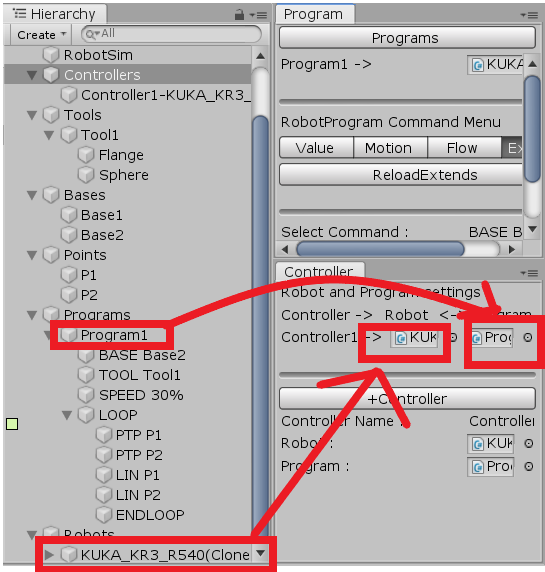 Hierarchy
Create
All
RobotSim
Controllers
Controller1-KUKA_KR3_
Tools
Tool1
Flange
Sphere
Bases
Base1
Base2
Points
P1
P2
Programs
Program1
BASE Base2
TOOL Tool1
SPEED 30%
LOOP
PTP P1
PTP P2
LIN P1
LIN P2
ENDLOOP
Robots
KUKA_KR3_R540(Clone
Program
Programs
Program1 -> KUKA
RobotProgram Command Menu
Value Motion Flow Ex
ReloadExtends
Select Command : BASE B
Controller
Robot and Program settings
Controller -> Robot <->
Controller1 -> KUK Prog
+Controller
Controller Name : Controller
Robot : KUK
Program : Pro